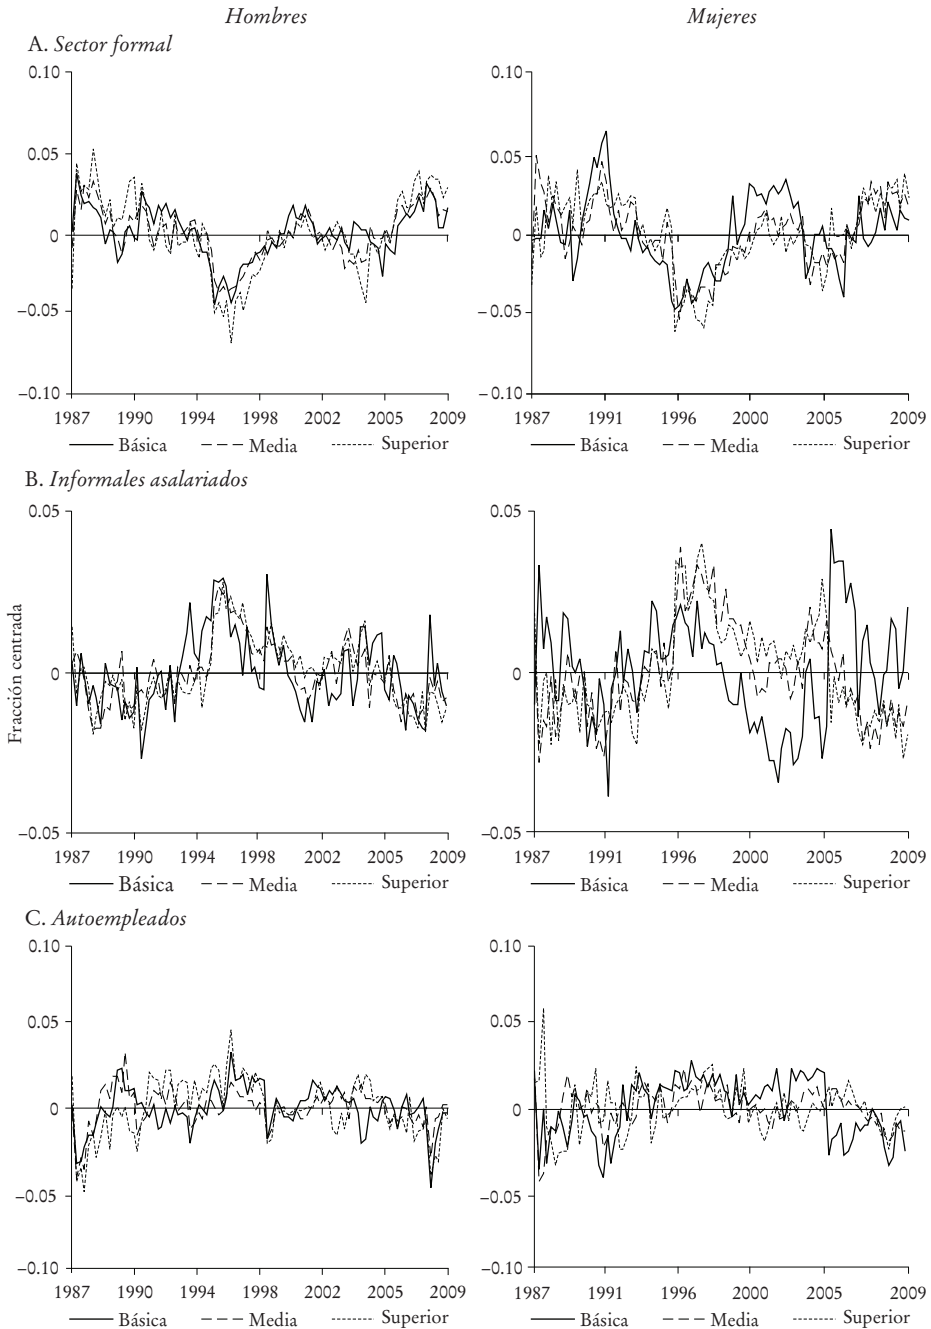 Hombres Mujeres
A. Sector formal
0.10 0.10
0.05 0.05
0 0
−0.05 −0.05
−0.10 −0.10
1987 1990 1994 1998 2002 2005 2009 1987 1991 1996 2000 2005 2009
Básica Media Superior Básica Media Superior
B. Informales asalariados
0.05 0.05
Fracción centrada
0 0
−0.05 −0.05
1987 1990 1994 1998 2002 2005 2009 1987 1991 1996 2000 2005 2009
Básica Media Superior Básica Media Superior
C. Autoempleados
0.10 0.10
0.05 0.05
0 0
−0.05 −0.05
−0.10 −0.10
1987 1990 1994 1998 2002 2005 2009 1987 1991 1996 2000 2005 2009
Básica Media Superior Básica Media Superior